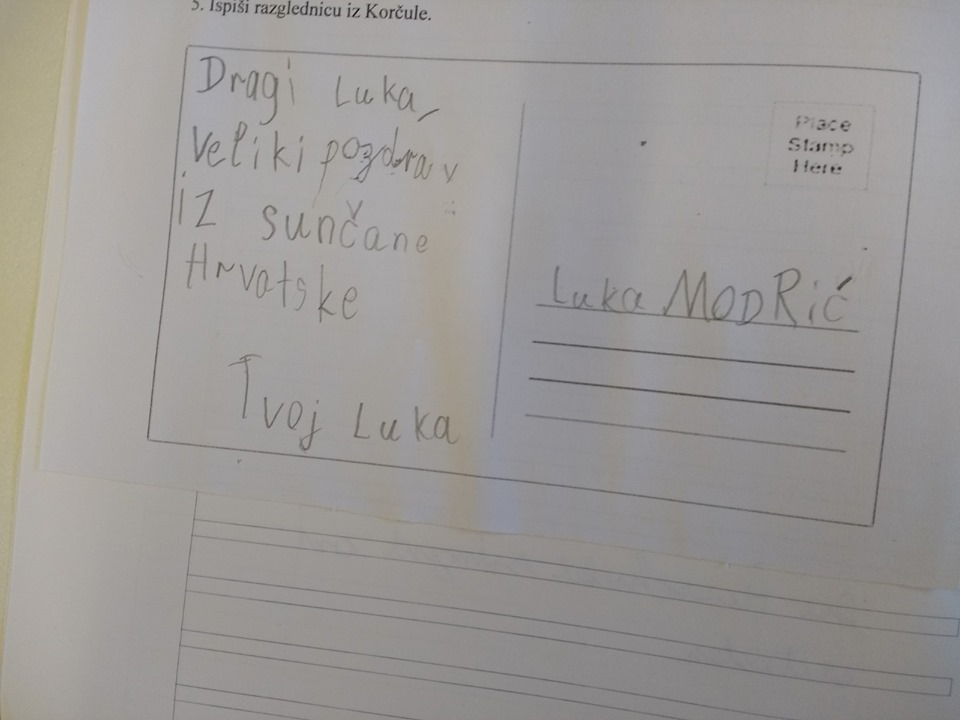 5. Ispiši razglednicu iz Korčule.
Dragi Luka,
Veliki pozdrav
iz sunčane
Hrvatske
Tvoj Luka
Place
Stamp
Here
Luka MODRić